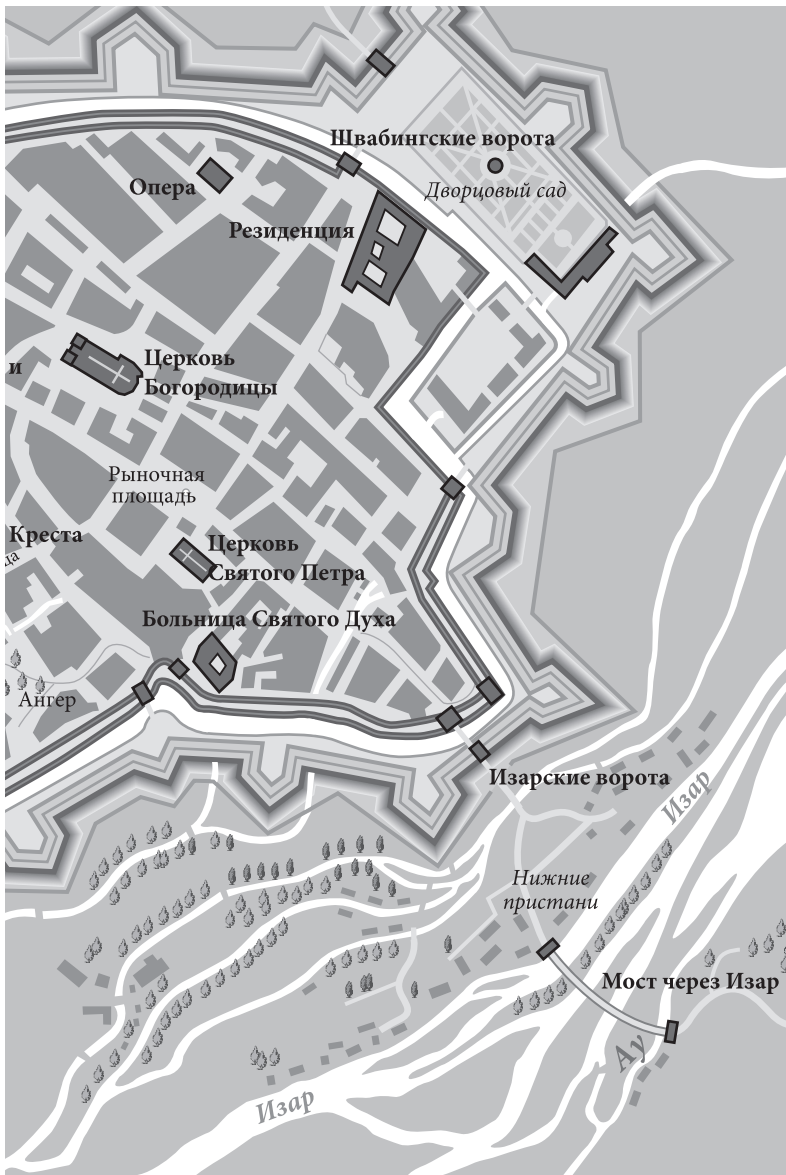 Швабингские ворота
Опера
Дворцовый сад
Резиденция
Церковь
Богородицы
и
Рыночная
площадь
Креста
ца
Церковь
Святого Петра
Больница Святого Духа
Ангер
Изарские ворота
Изар
Нижние
пристани
Мост через Изар
Ау
Изар